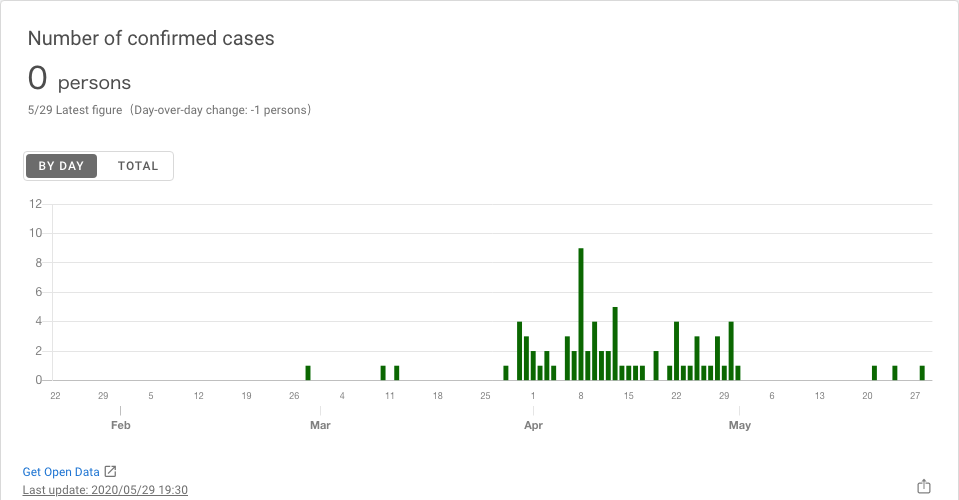 Number of confirmed cases
0 persons
5/29 Latest figure（Day-over-day change: -1 persons）
BY DAY TOTAL
12
10
8
6
4
2
0
22 29 5 12 19 26 4 11 18 25 1 8 15 22 29 6 13 20 27
Feb Mar Apr May
Get Open Data
Last update: 2020/05/29 19:30